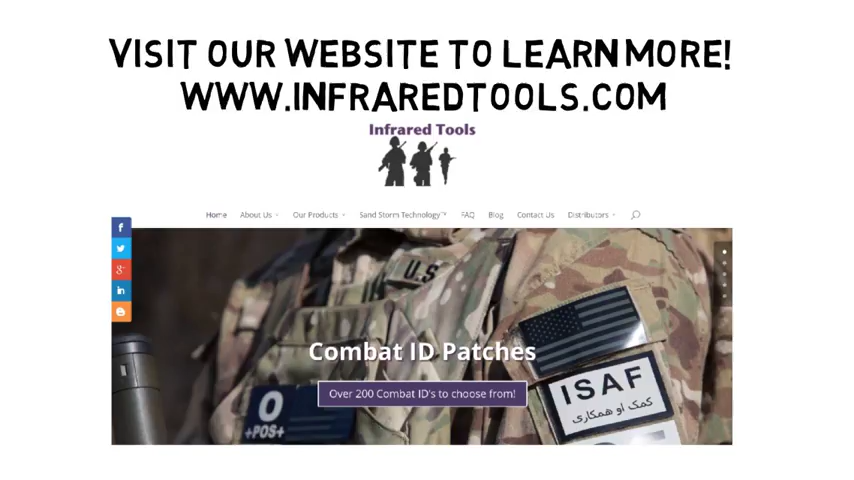 VISIT OUR WEBSITE TO LEARN MORE!
WWW.INFRAREDTOOLS.COM
Infrared Tools
Home About Us Our Products Sand Storm Technology™ FAQ Blog Contact Us Distributors
U.S
Combat ID Patches
Over 200 Combat ID's to choose from!
O
+POS+
ISAF
کمک او همکاری